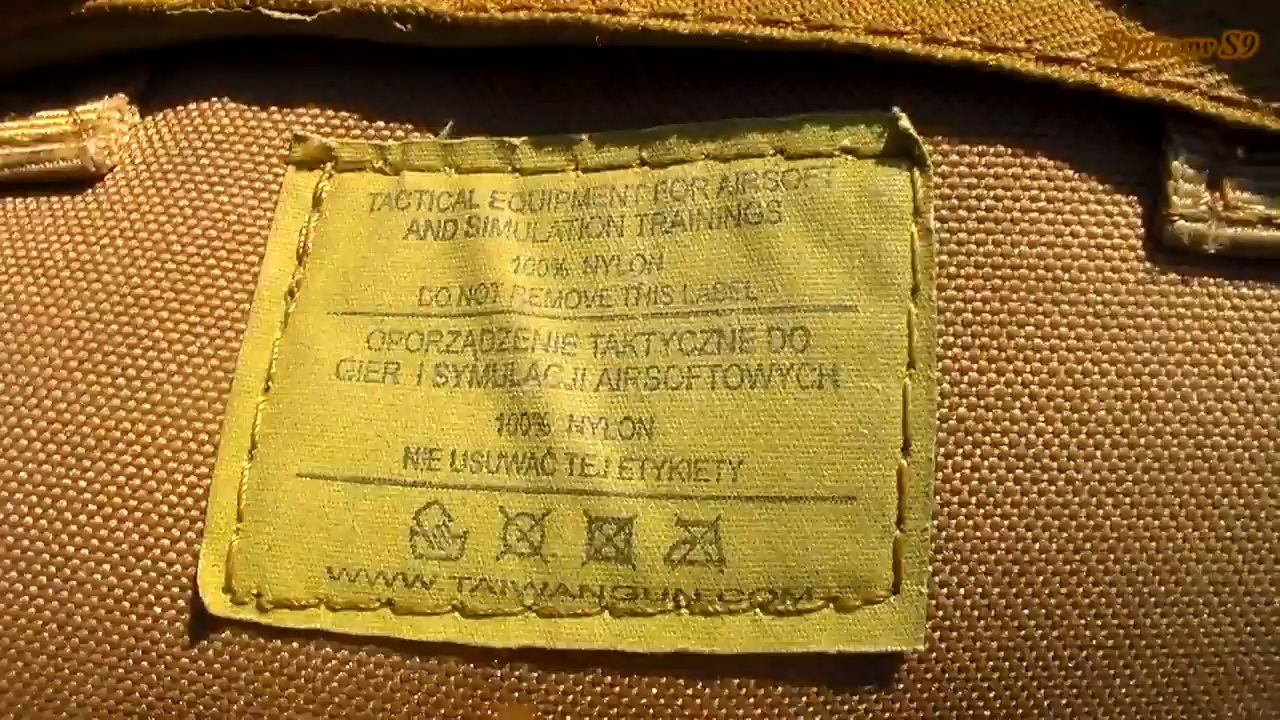 TACTICAL EQUIPMENT FOR AIRSOFT
AND SIMULATION TRAININGS
100% NYLON
DO NOT REMOVE THIS LABEL
OPORZĄDZENIE TAKTYCZNE DO
GIER I SYMULACJI AIRSOFTOWYCH
100% NYLON
NIE USUWAĆ TEJ ETYKIETY
WWW.TAIWANGUN.COM
S9